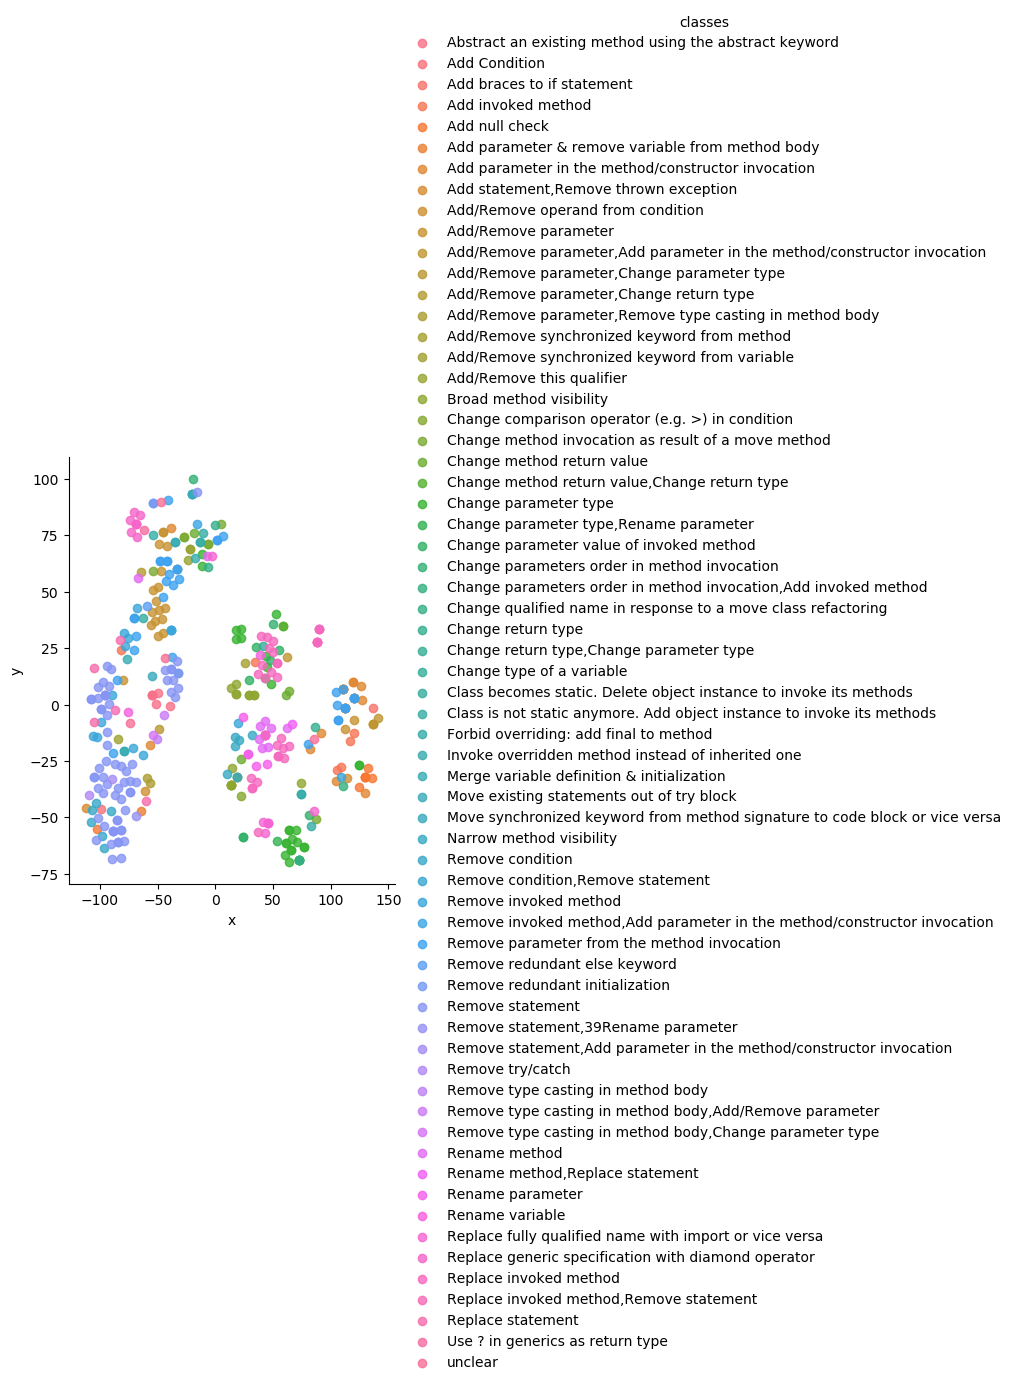 classes
Abstract an existing method using the abstract keyword
Add Condition
Add braces to if statement
Add invoked method
Add null check
Add parameter & remove variable from method body
Add parameter in the method/constructor invocation
Add statement,Remove thrown exception
Add/Remove operand from condition
Add/Remove parameter
Add/Remove parameter,Add parameter in the method/constructor invocation
Add/Remove parameter,Change parameter type
Add/Remove parameter,Change return type
Add/Remove parameter,Remove type casting in method body
Add/Remove synchronized keyword from method
Add/Remove synchronized keyword from variable
Add/Remove this qualifier
Broad method visibility
Change comparison operator (e.g. >) in condition
Change method invocation as result of a move method
Change method return value
Change method return value,Change return type
Change parameter type
Change parameter type,Rename parameter
Change parameter value of invoked method
Change parameters order in method invocation
Change parameters order in method invocation,Add invoked method
Change qualified name in response to a move class refactoring
Change return type
Change return type,Change parameter type
Change type of a variable
Class becomes static. Delete object instance to invoke its methods
Class is not static anymore. Add object instance to invoke its methods
Forbid overriding: add final to method
Invoke overridden method instead of inherited one
Merge variable definition & initialization
Move existing statements out of try block
Move synchronized keyword from method signature to code block or vice versa
Narrow method visibility
Remove condition
Remove condition,Remove statement
Remove invoked method
Remove invoked method,Add parameter in the method/constructor invocation
Remove parameter from the method invocation
Remove redundant else keyword
Remove redundant initialization
Remove statement
Remove statement,39Rename parameter
Remove statement,Add parameter in the method/constructor invocation
Remove try/catch
Remove type casting in method body
Remove type casting in method body,Add/Remove parameter
Remove type casting in method body,Change parameter type
Rename method
Rename method,Replace statement
Rename parameter
Rename variable
Replace fully qualified name with import or vice versa
Replace generic specification with diamond operator
Replace invoked method
Replace invoked method,Remove statement
Replace statement
Use ? in generics as return type
unclear
100
75
50
25
0
−25
−50
−75
y
−100 −50 0 50 100 150
x